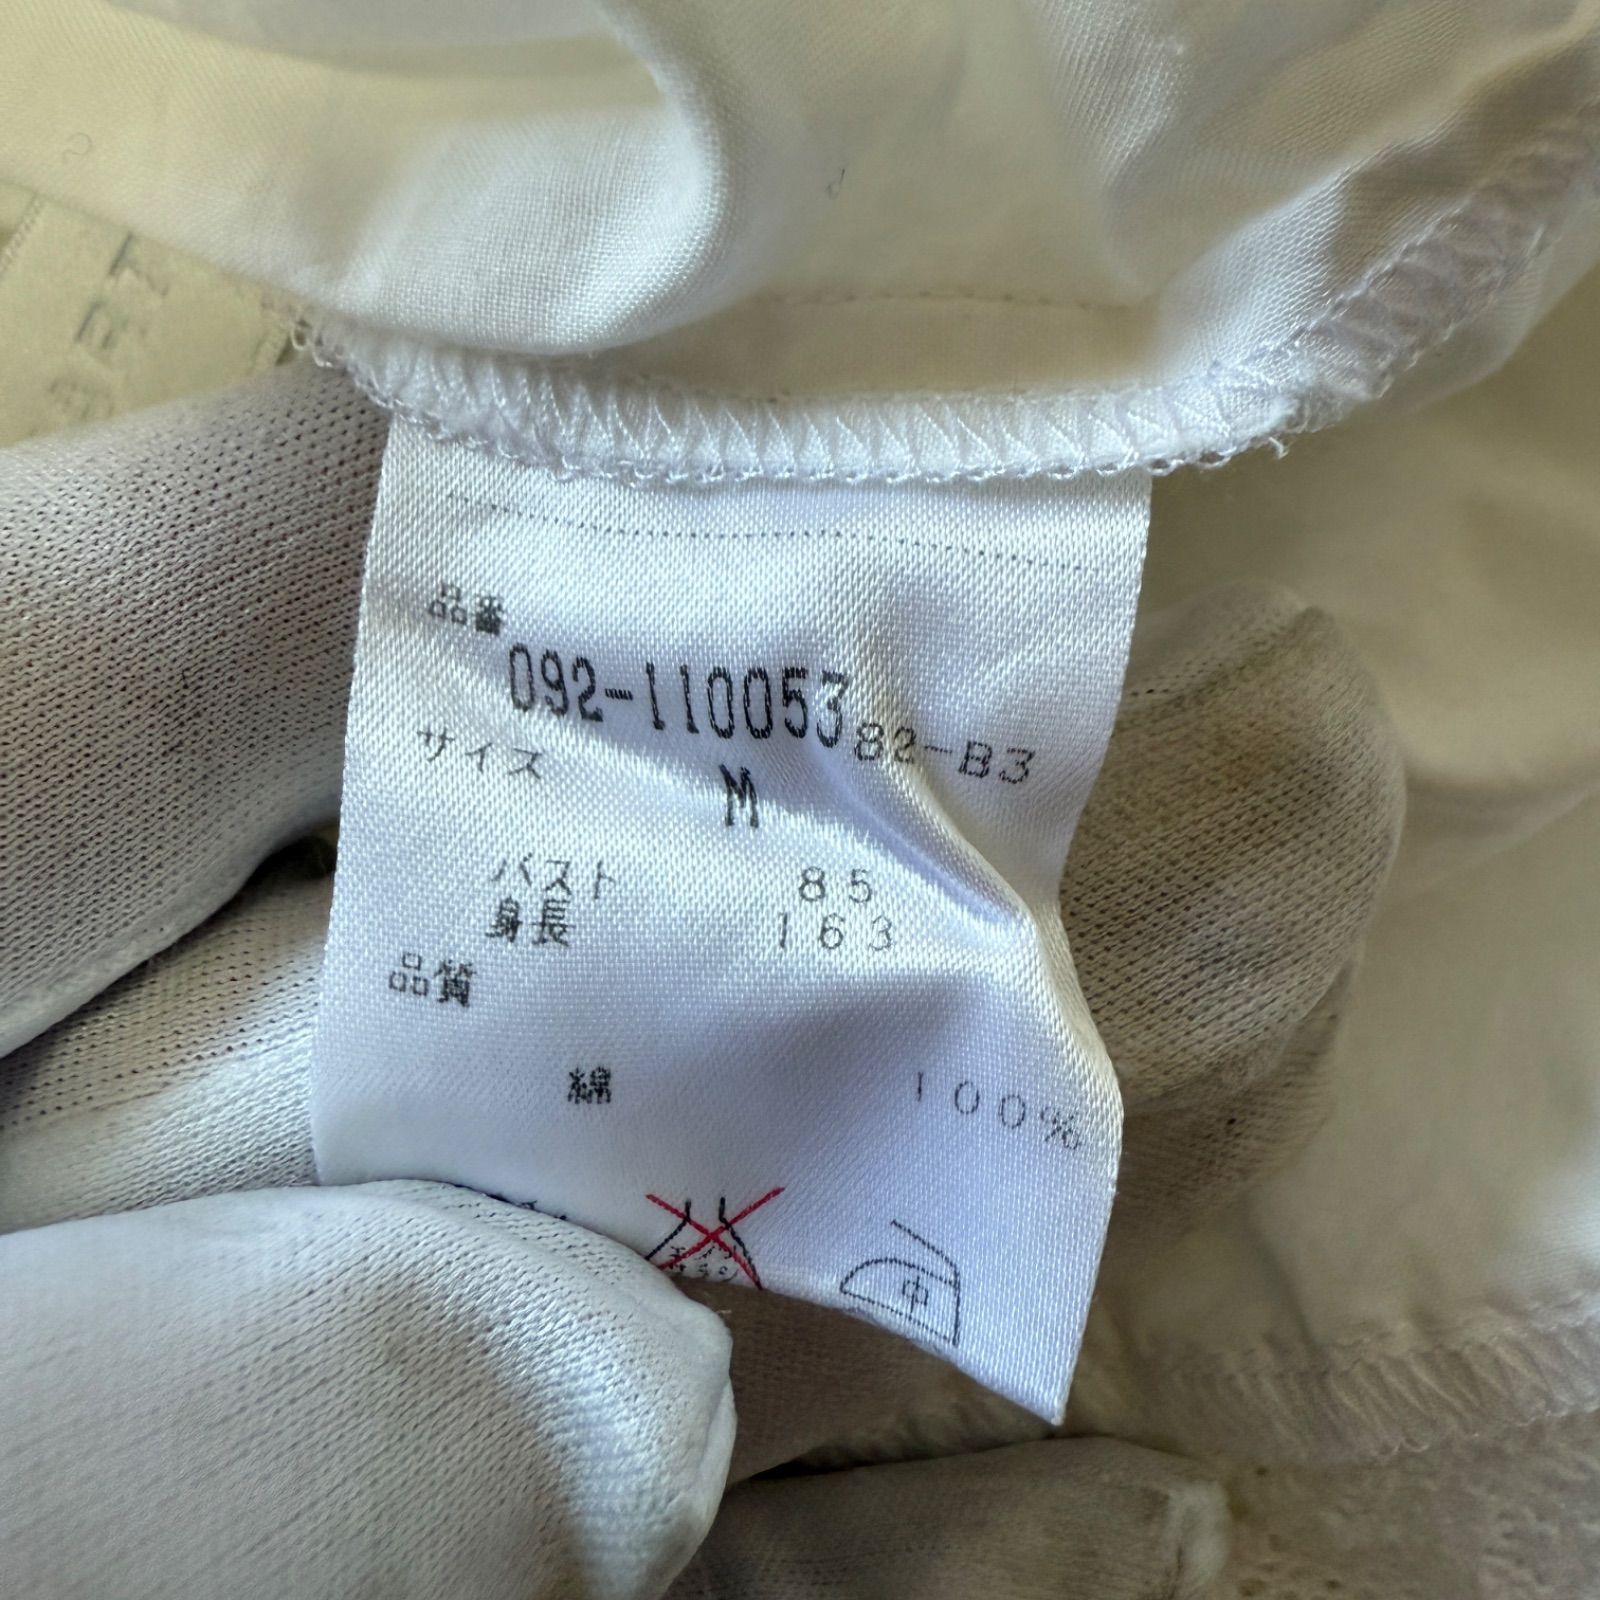 品番
092-110053 82-B3
サイズ
M
バスト 85
身長 163
品質
綿 100%
中